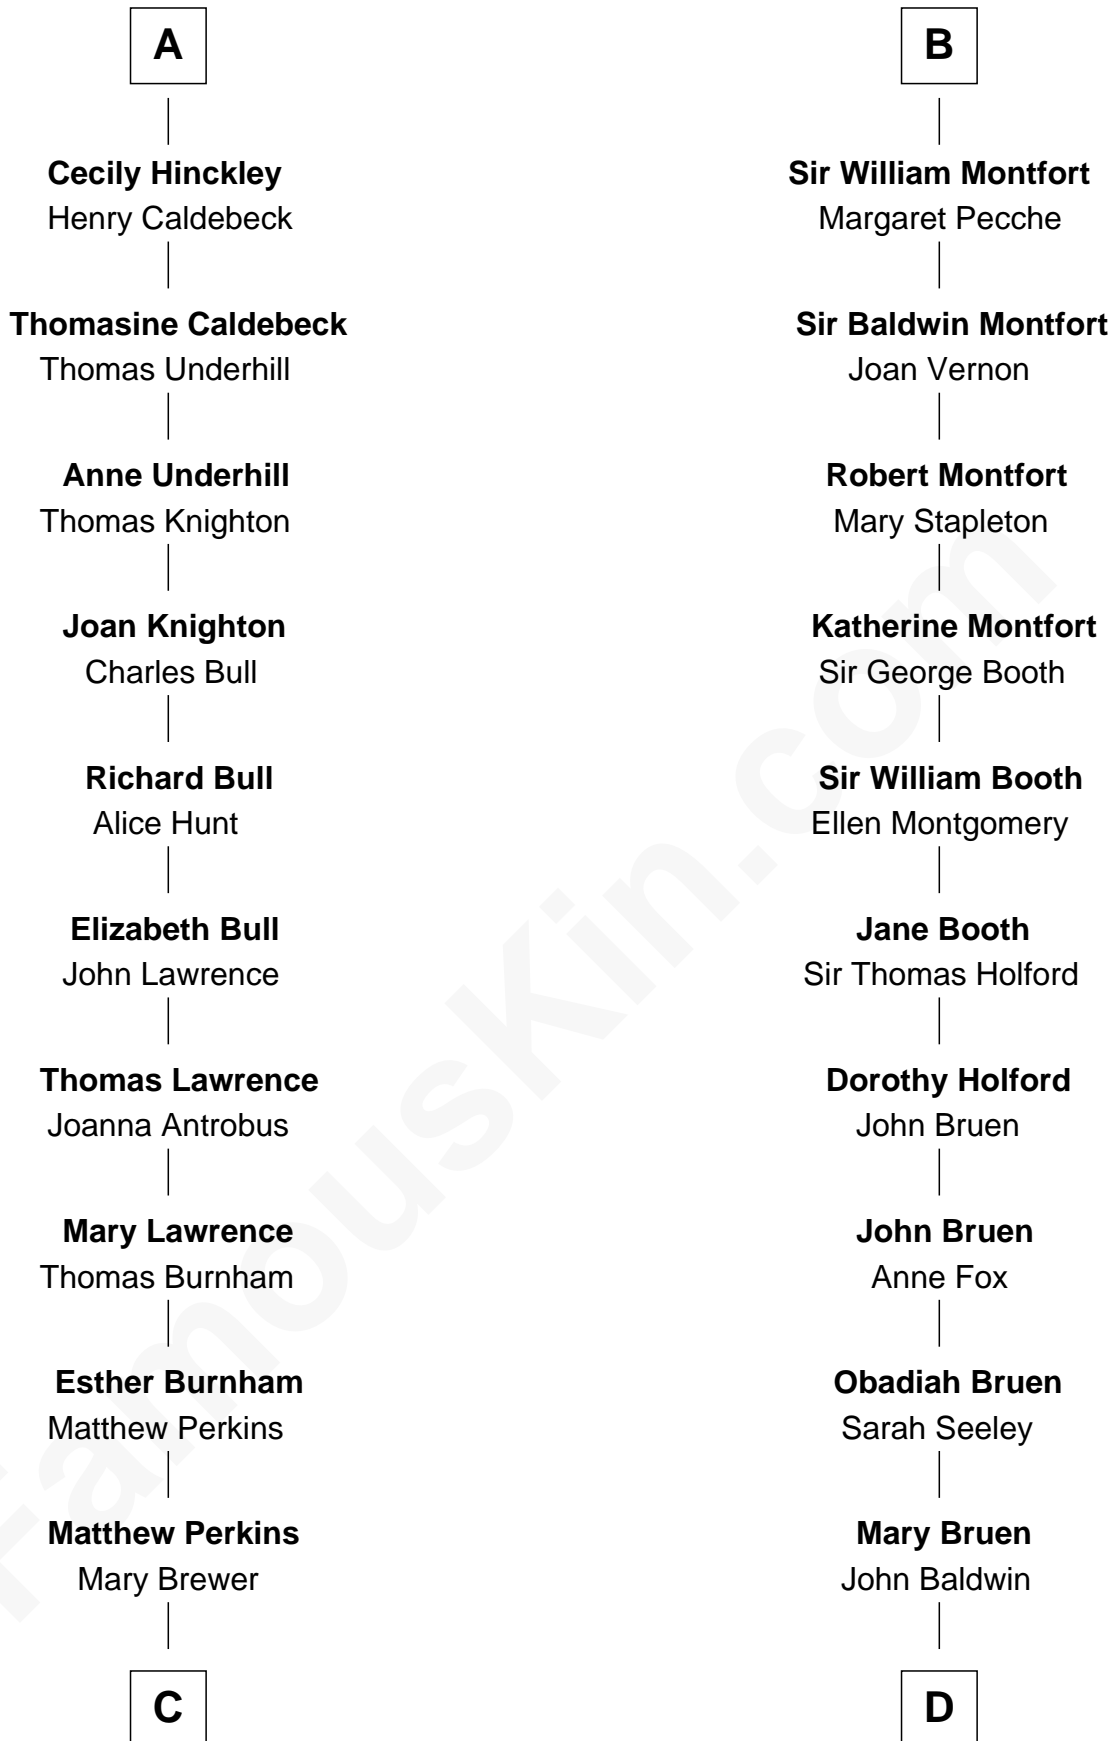 A
Cecily Hinckley
Henry Caldebeck
Thomasine Caldebeck
Thomas Underhill
Anne Underhill
Thomas Knighton
Joan Knighton
Charles Bull
Richard Bull
Alice Hunt
Elizabeth Bull
John Lawrence
Thomas Lawrence
Joanna Antrobus
Mary Lawrence
Thomas Burnham
Esther Burnham
Matthew Perkins
Matthew Perkins
Mary Brewer
C
B
Sir William Montfort
Margaret Pecche
Sir Baldwin Montfort
Joan Vernon
Robert Montfort
Mary Stapleton
Katherine Montfort
Sir George Booth
Sir William Booth
Ellen Montgomery
Jane Booth
Sir Thomas Holford
Dorothy Holford
John Bruen
John Bruen
Anne Fox
Obadiah Bruen
Sarah Seeley
Mary Bruen
John Baldwin
D
FamousKin.com